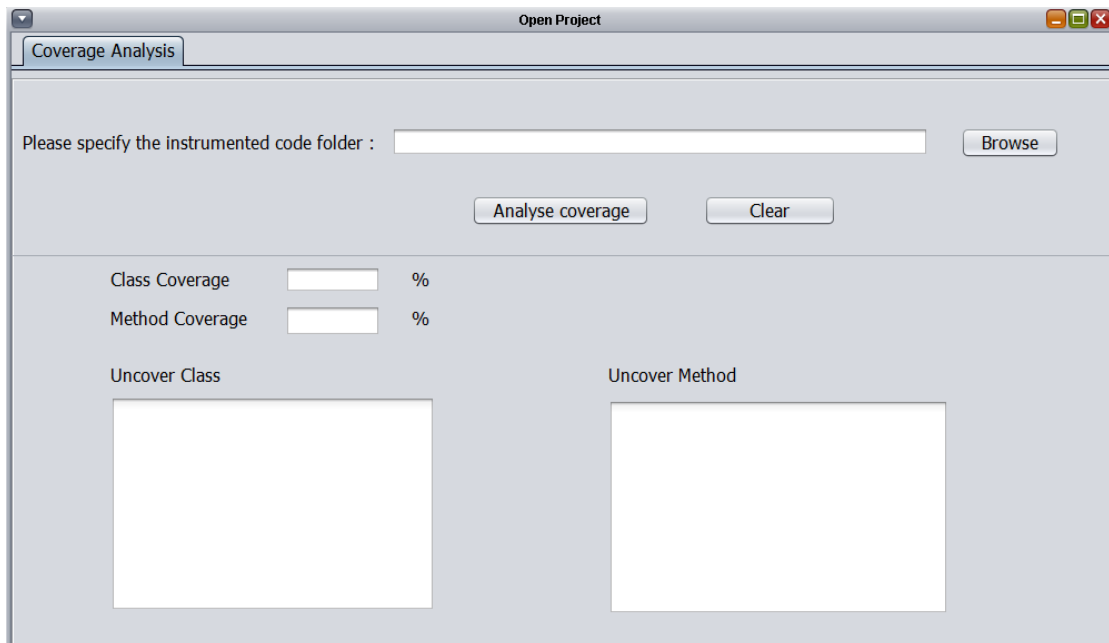 Open Project
Coverage Analysis
Please specify the instrumented code folder : Browse
Analyse coverage Clear
Class Coverage %
Method Coverage %
Uncover Class Uncover Method